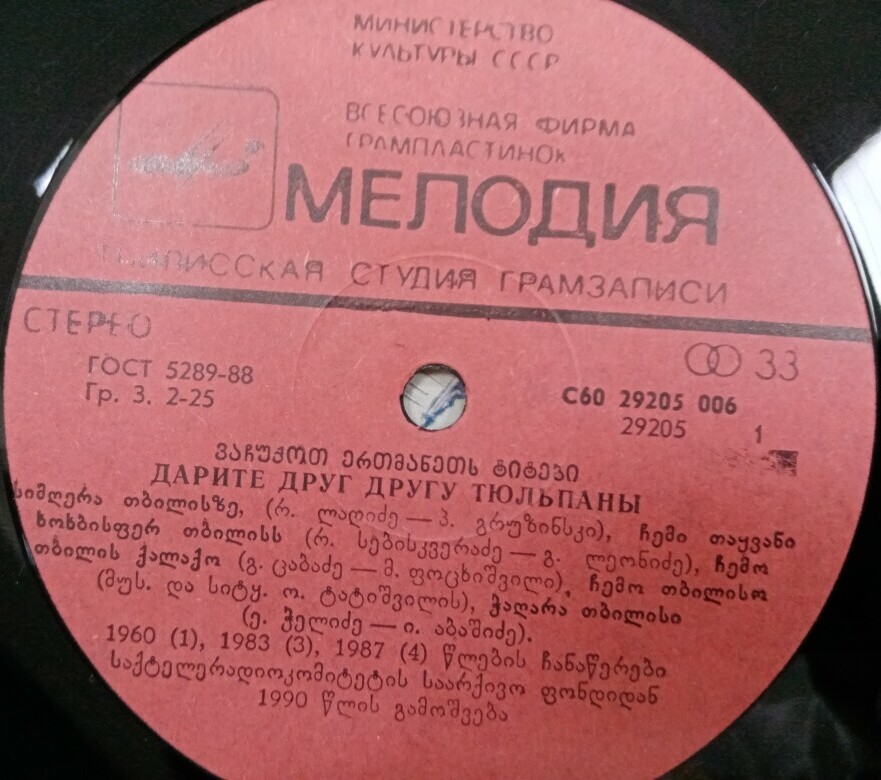 МИНИСТЕРСТВО
КУЛЬТУРЫ СССР
ВСЕСОЮЗНАЯ ФИРМА
ГРАМПЛАСТИНОК
МЕЛОДИЯ
ТБИЛИССКАЯ СТУДИЯ ГРАМЗАПИСИ
СТЕРЕО
33
ГОСТ 5289-88
Гр. 3. 2-25
С60 29205 006
29205 1
ვაჩუქოთ ერთმანეთს ტიტები
ДАРИТЕ ДРУГ ДРУГУ ТЮЛЬПАНЫ
სიმღერა თბილისზე, (რ. ლაღიძე — პ. გრუზინსკი), ჩემი თაყვანი
ხოხბისფერ თბილისს (რ. სებისკვერაძე — გ. ლეონიძე), ჩემო
თბილის ქალაქო (გ. ცაბაძე — მ. ფოცხიშვილი), ჩემო თბილისო
(მუს. და სიტყ. ო. ტატიშვილის), ჭაღარა თბილისი
(ე. ჭელიძე — ი. აბაშიძე).
1960 (1), 1983 (3), 1987 (4) წლების ჩანაწერები
საქტელერადიოკომიტეტის საარქივო ფონდიდან
1990 წლის გამოშვება